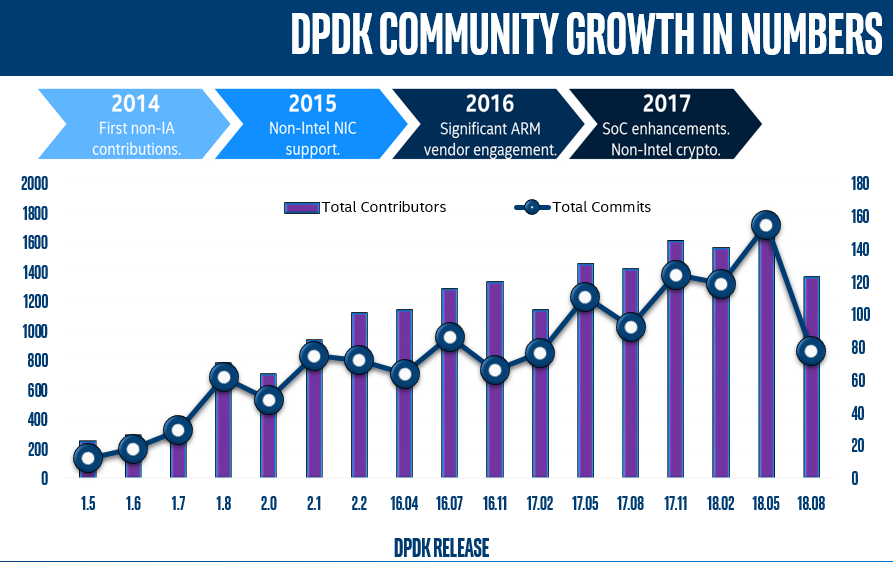 DPDK COMMUNITY GROWTH IN NUMBERS
2014
First non-IA
contributions.
2015
Non-Intel NIC
support.
2016
Significant ARM
vendor engagement.
2017
SoC enhancements.
Non-Intel crypto.
Total Contributors
Total Commits
2000
1800
1600
1400
1200
1000
800
600
400
200
0
180
160
140
120
100
80
60
40
20
0
1.5 1.6 1.7 1.8 2.0 2.1 2.2 16.04 16.07 16.11 17.02 17.05 17.08 17.11 18.02 18.05 18.08
DPDK RELEASE